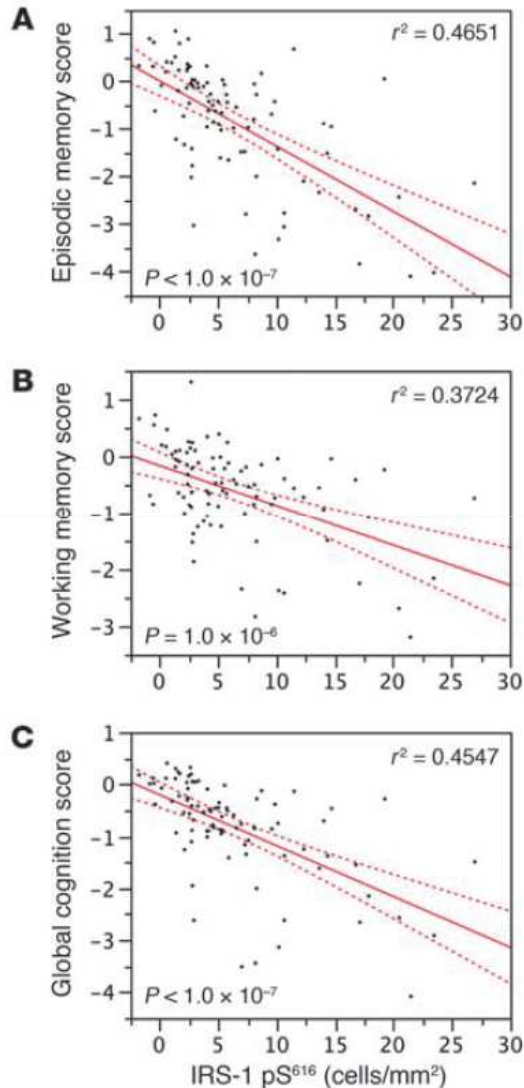 A
r² = 0.4651
Episodic memory score
1
0
−1
−2
−3
−4
P < 1.0 × 10⁻⁷
0 5 10 15 20 25 30
B
r² = 0.3724
Working memory score
1
0
−1
−2
−3
P = 1.0 × 10⁻⁶
0 5 10 15 20 25 30
C
r² = 0.4547
Global cognition score
1
0
−1
−2
−3
−4
P < 1.0 × 10⁻⁷
0 5 10 15 20 25 30
IRS-1 pS⁶¹⁶ (cells/mm²)